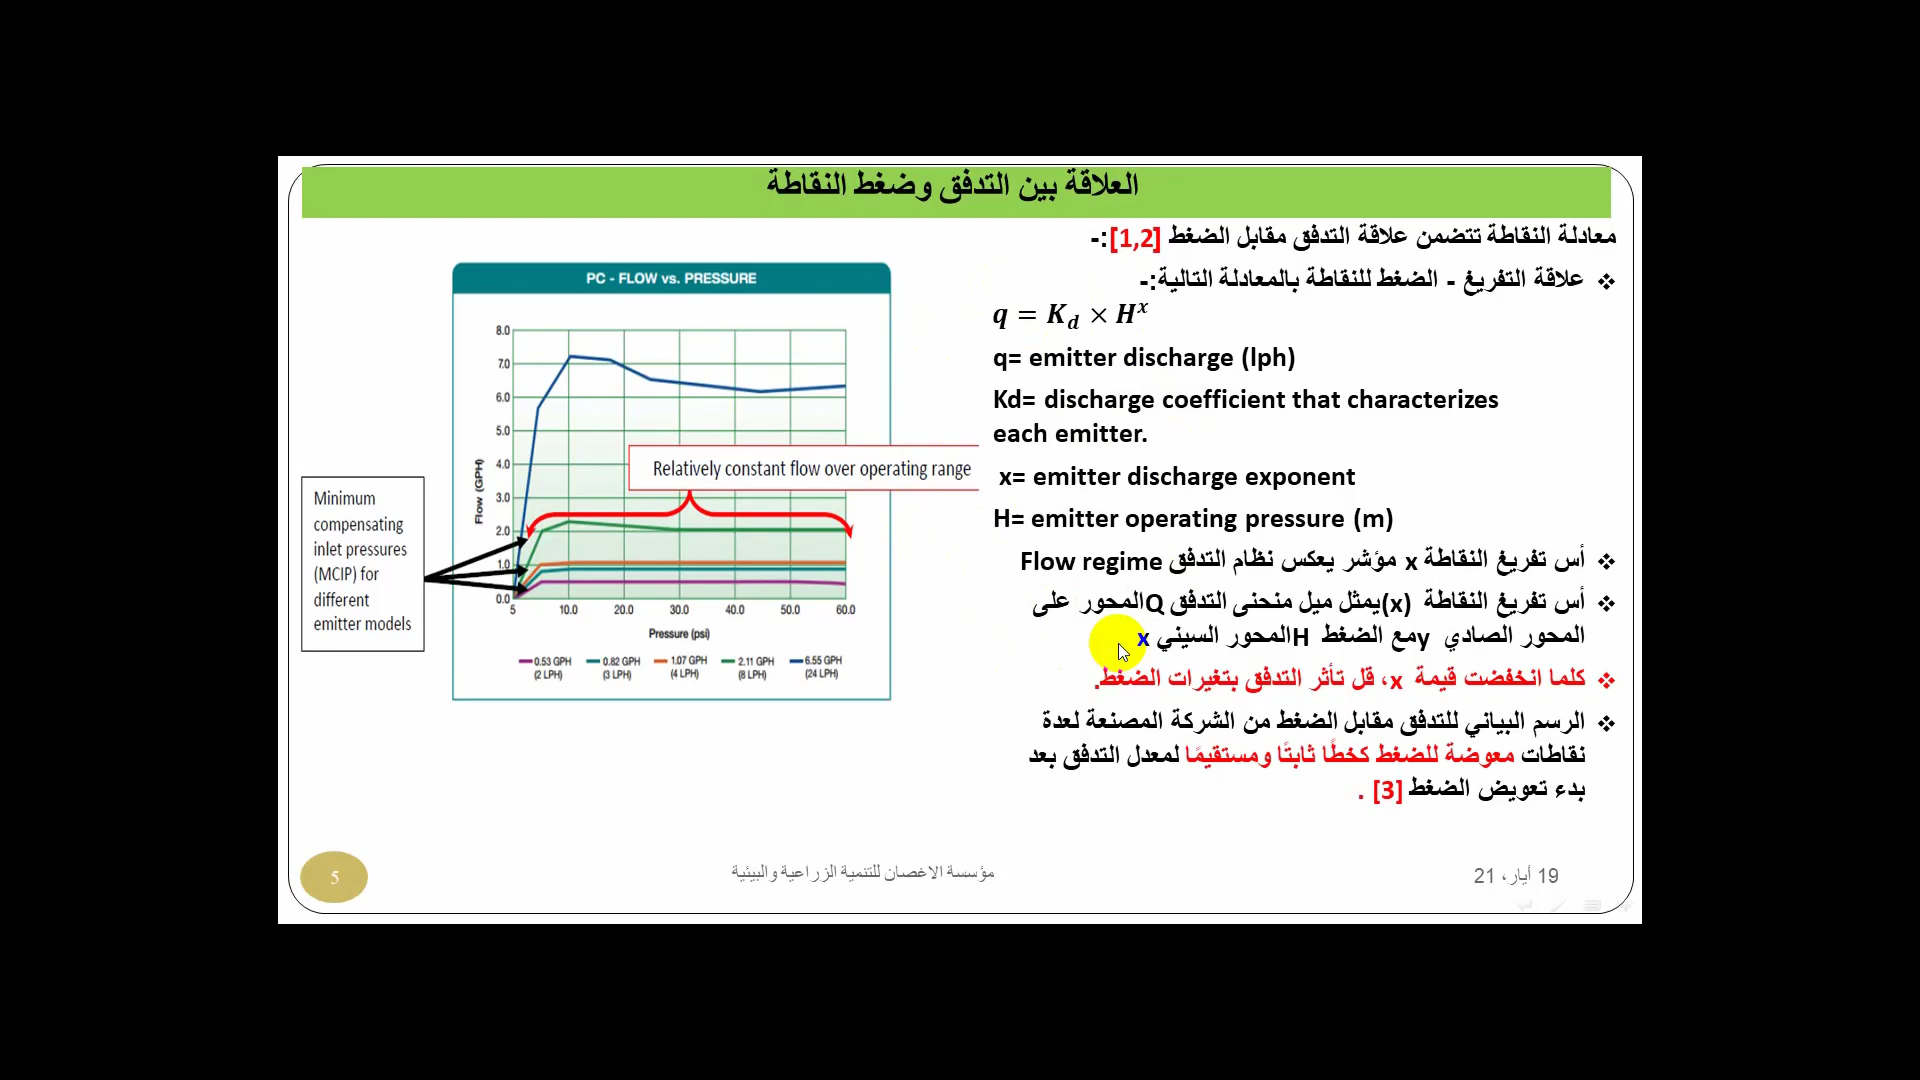 العلاقة بين التدفق وضغط النقاطة
معادلة النقاطة تتضمن علاقة التدفق مقابل الضغط [1,2]:-
❖ علاقة التفريغ - الضغط للنقاطة بالمعادلة التالية:-
q = K_d × H^x
q= emitter discharge (lph)
Kd= discharge coefficient that characterizes
each emitter.
x= emitter discharge exponent
H= emitter operating pressure (m)
❖ أس تفريغ النقاطة x مؤشر يعكس نظام التدفق Flow regime
❖ أس تفريغ النقاطة (x)يمثل ميل منحنى التدفق Qالمحور على
المحور الصادي yمع الضغط Hالمحور السيني x
❖ كلما انخفضت قيمة x، قل تأثر التدفق بتغيرات الضغط.
❖ الرسم البياني للتدفق مقابل الضغط من الشركة المصنعة لعدة
نقاطات معوضة للضغط كخطًا ثابتًا ومستقيمًا لمعدل التدفق بعد
بدء تعويض الضغط [3] .
PC - FLOW vs. PRESSURE
8.0
7.0
6.0
5.0
4.0
3.0
2.0
1.0
0.0
Flow (GPH)
5 10.0 20.0 30.0 40.0 50.0 60.0
Pressure (psi)
0.53 GPH 0.82 GPH 1.07 GPH 2.11 GPH 6.55 GPH
(2 LPH) (3 LPH) (4 LPH) (8 LPH) (24 LPH)
Relatively constant flow over operating range
Minimum
compensating
inlet pressures
(MCIP) for
different
emitter models
19 أيار، 21
مؤسسة الاغصان للتنمية الزراعية والبيئية
5